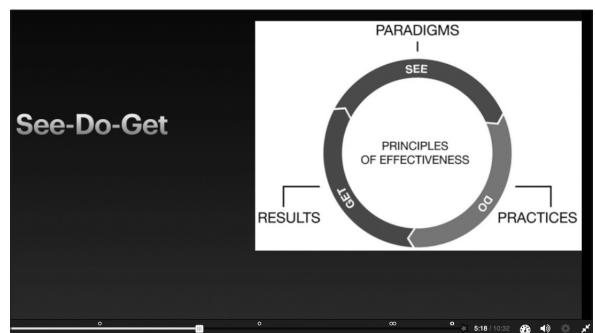 See-Do-Get
PARADIGMS
SEE
PRINCIPLES
OF EFFECTIVENESS
GET
DO
RESULTS
PRACTICES
5:18 / 10:32